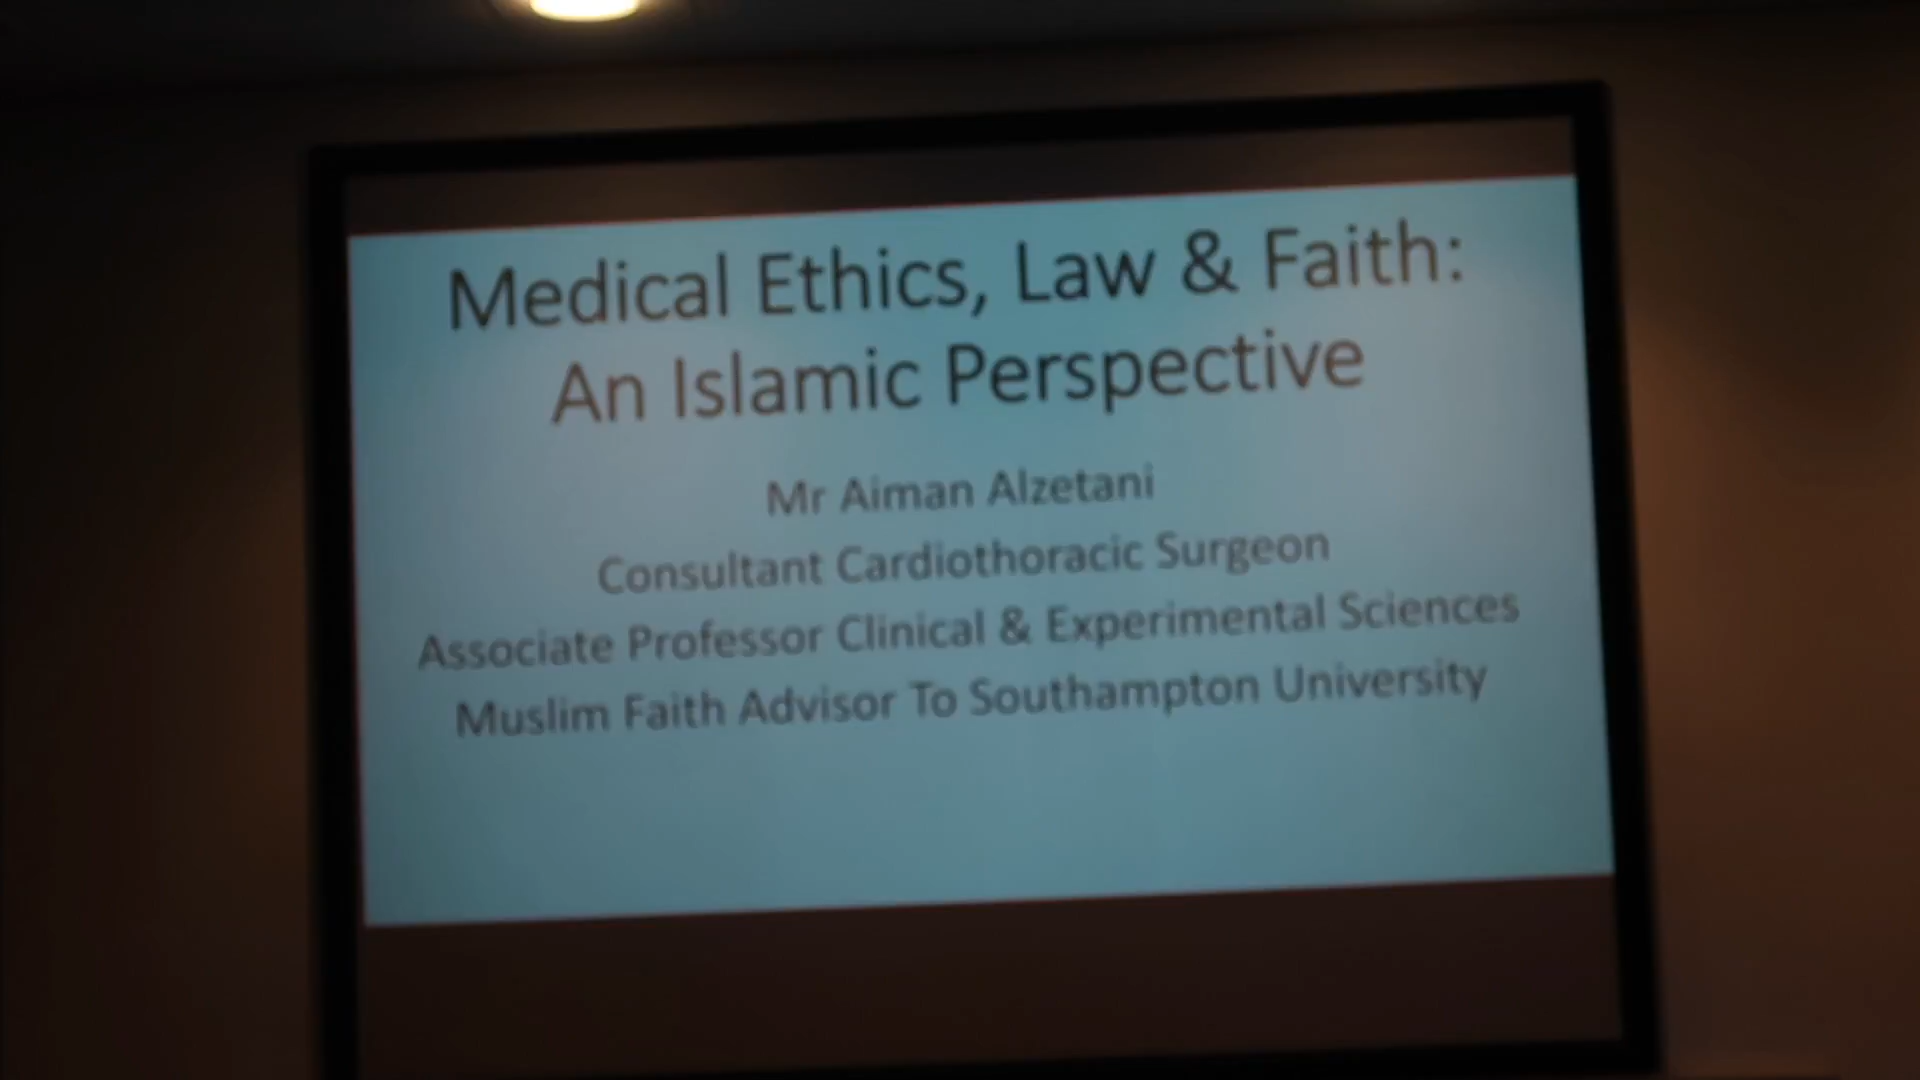 Medical Ethics, Law & Faith:
An Islamic Perspective
Mr Aiman Alzetani
Consultant Cardiothoracic Surgeon
Associate Professor Clinical & Experimental Sciences
Muslim Faith Advisor To Southampton University